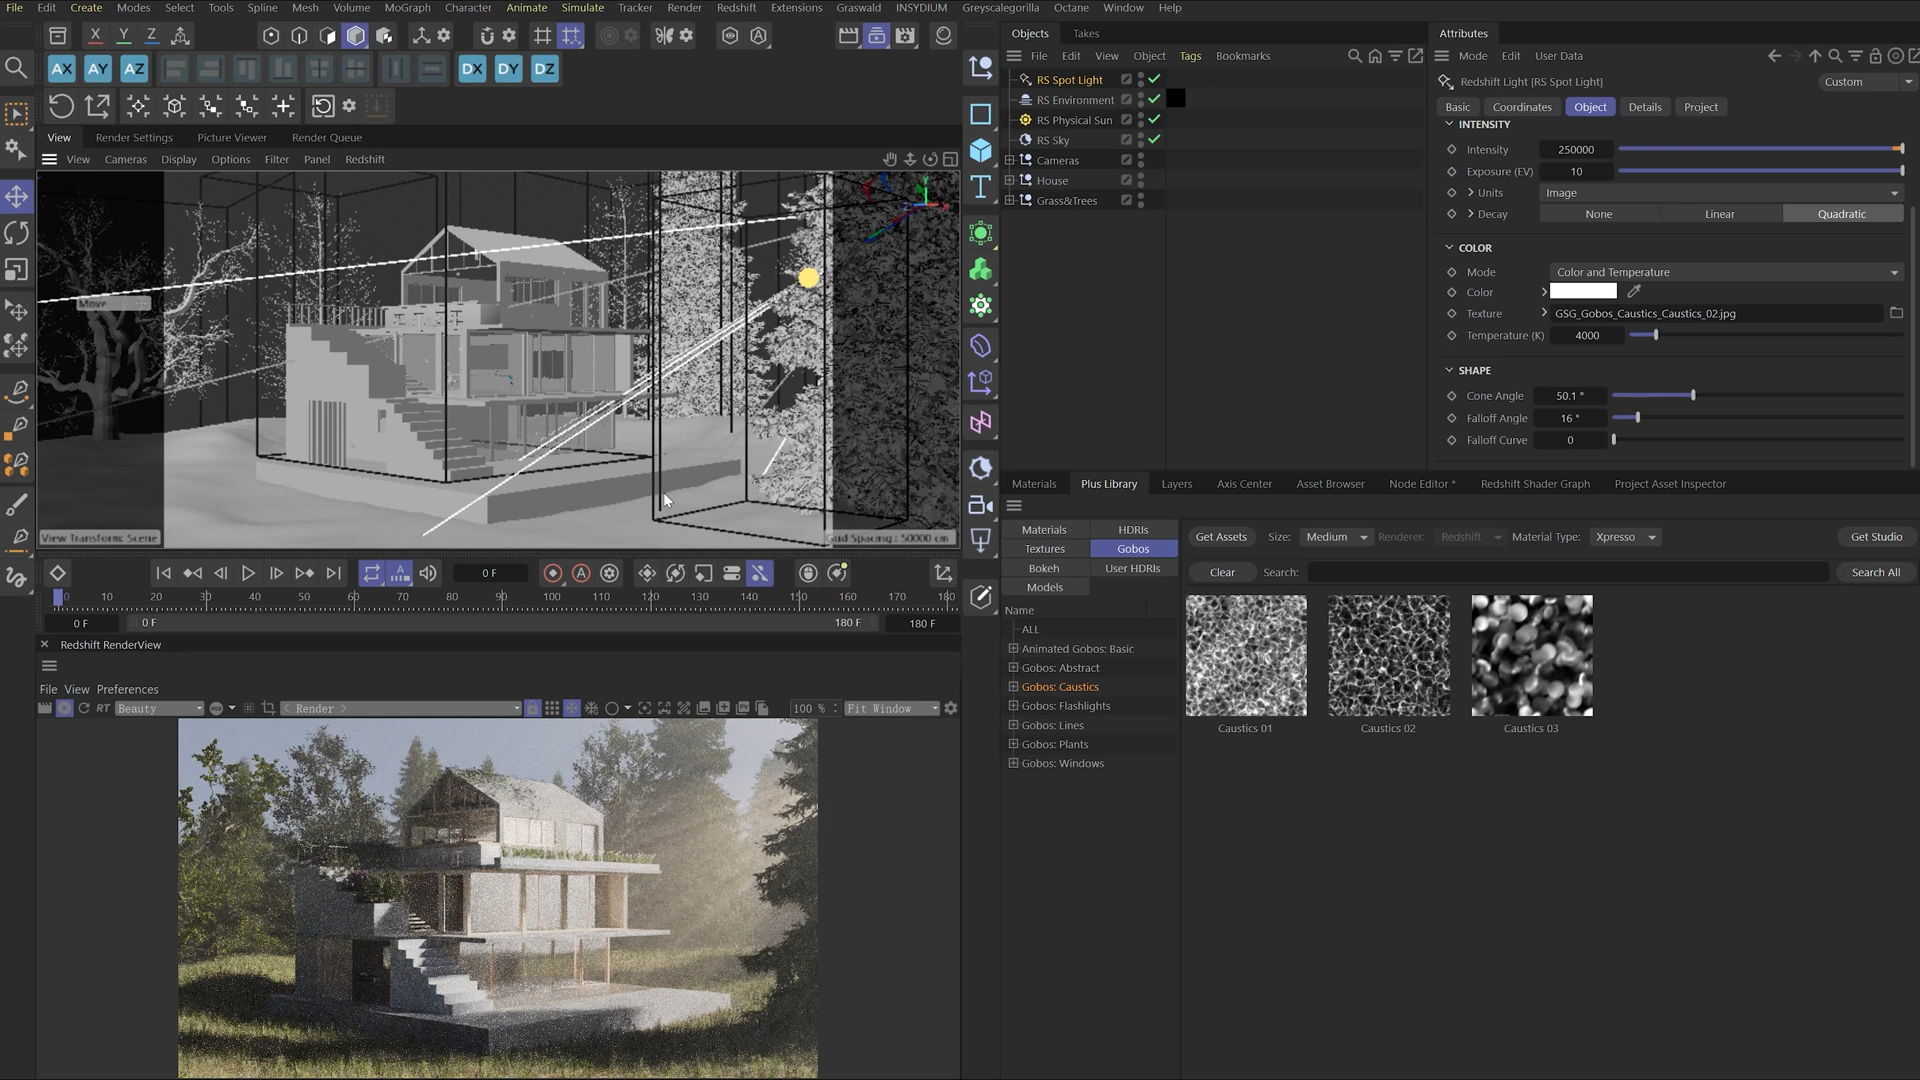 File Edit Create Modes Select Tools Spline Mesh Volume MoGraph Character Animate Simulate Tracker Render Redshift Extensions Graswald INSYDIUM Greyscalegorilla Octane Window Help
X Y Z
AX AY AZ DX DY DZ
View Render Settings Picture Viewer Render Queue
View Cameras Display Options Filter Panel Redshift
Move
Y X Z
View Transform: Scene
Grid Spacing : 50000 cm
0 F
0 10 20 30 40 50 60 70 80 90 100 110 120 130 140 150 160 170 180
0 F 0 F 180 F 180 F
Redshift RenderView
File View Preferences
RT Beauty < Render > 100 % Fit Window
Objects Takes
File Edit View Object Tags Bookmarks
RS Spot Light
RS Environment
RS Physical Sun
RS Sky
Cameras
House
Grass&Trees
Attributes
Mode Edit User Data
Redshift Light [RS Spot Light] Custom
Basic Coordinates Object Details Project
INTENSITY
Intensity 250000
Exposure (EV) 10
Units Image
Decay None Linear Quadratic
COLOR
Mode Color and Temperature
Color
Texture GSG_Gobos_Caustics_Caustics_02.jpg
Temperature (K) 4000
SHAPE
Cone Angle 50.1 °
Falloff Angle 16 °
Falloff Curve 0
Materials Plus Library Layers Axis Center Asset Browser Node Editor * Redshift Shader Graph Project Asset Inspector
Materials HDRIs
Textures Gobos
Bokeh User HDRIs
Models
Get Assets Size: Medium Renderer: Redshift Material Type: Xpresso Get Studio
Clear Search: Search All
Name
ALL
Animated Gobos: Basic
Gobos: Abstract
Gobos: Caustics
Gobos: Flashlights
Gobos: Lines
Gobos: Plants
Gobos: Windows
Caustics 01 Caustics 02 Caustics 03